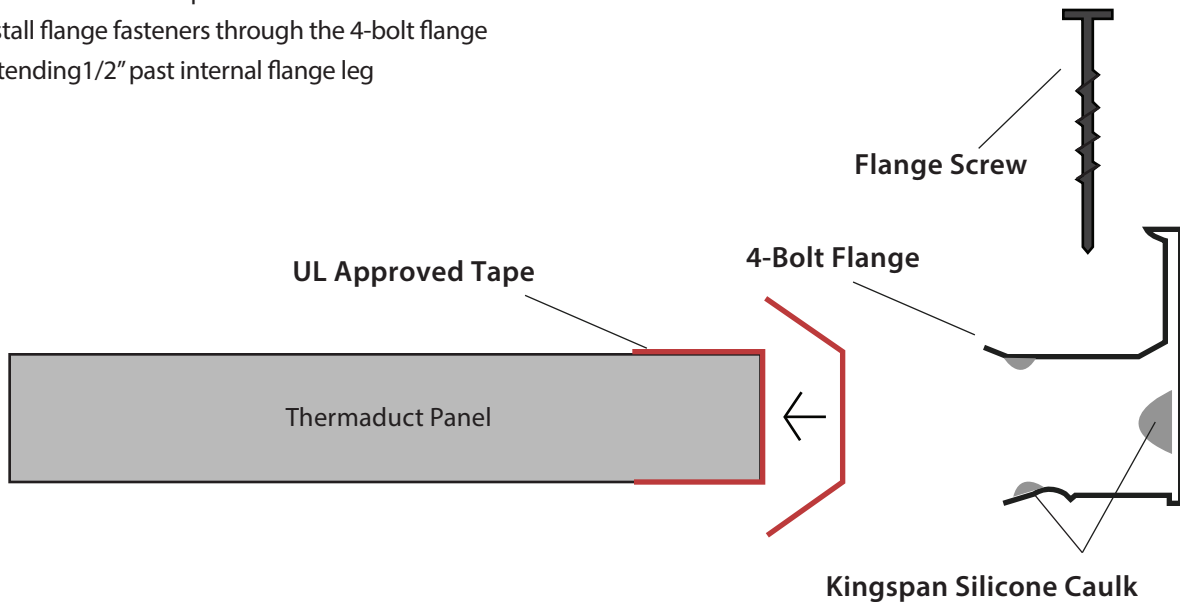 stall flange fasteners through the 4-bolt flange
tending1/2” past internal flange leg
Flange Screw
UL Approved Tape
4-Bolt Flange
Thermaduct Panel
Kingspan Silicone Caulk